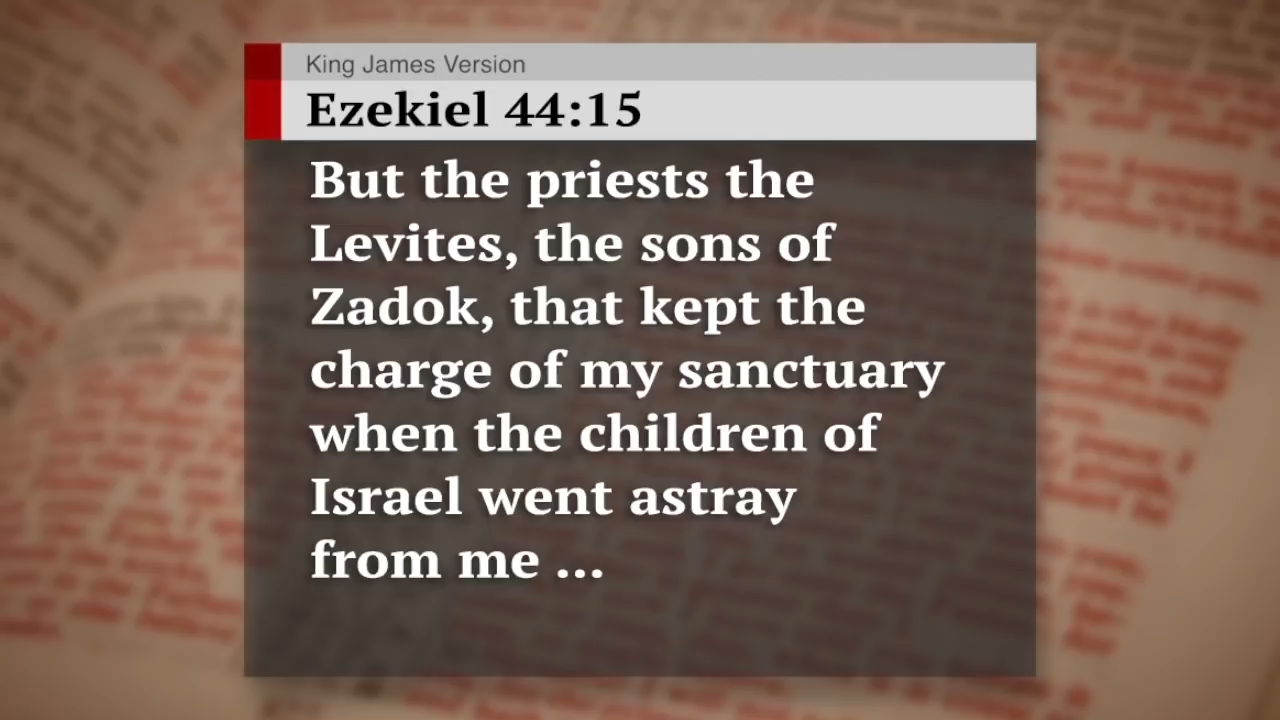 King James Version
Ezekiel 44:15
But the priests the
Levites, the sons of
Zadok, that kept the
charge of my sanctuary
when the children of
Israel went astray
from me ...